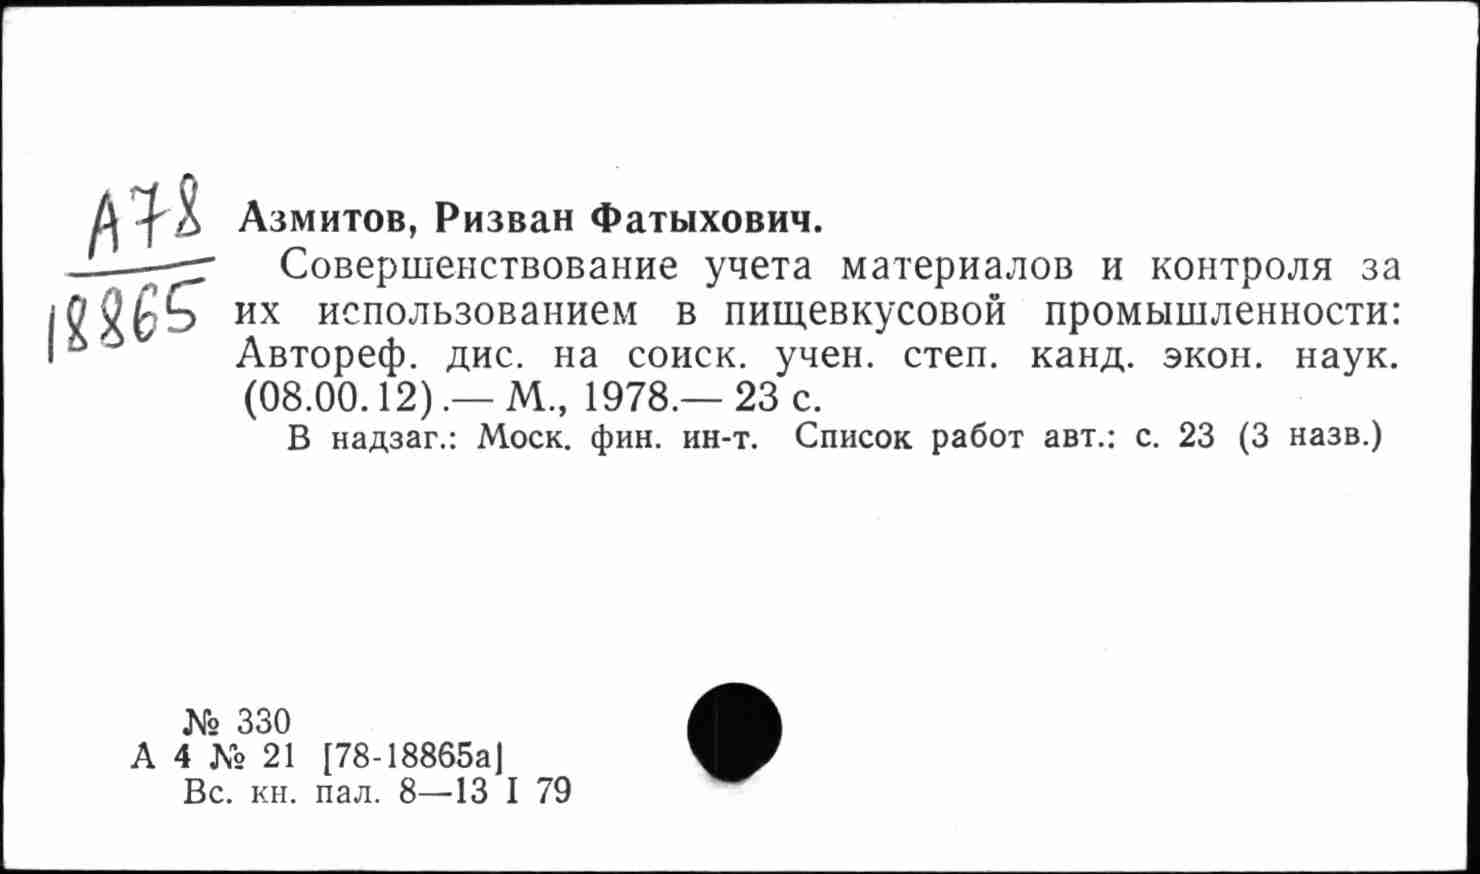 А78
18865
Азмитов, Ризван Фатыхович.
Совершенствование учета материалов и контроля за
их использованием в пищевкусовой промышленности:
Автореф. дис. на соиск. учен. степ. канд. экон. наук.
(08.00.12).— М., 1978.— 23 с.
В надзаг.: Моск. фин. ин-т. Список работ авт.: с. 23 (3 назв.)
№ 330
А 4 № 21 [78-18865а]
Вс. кн. пал. 8—13 I 79